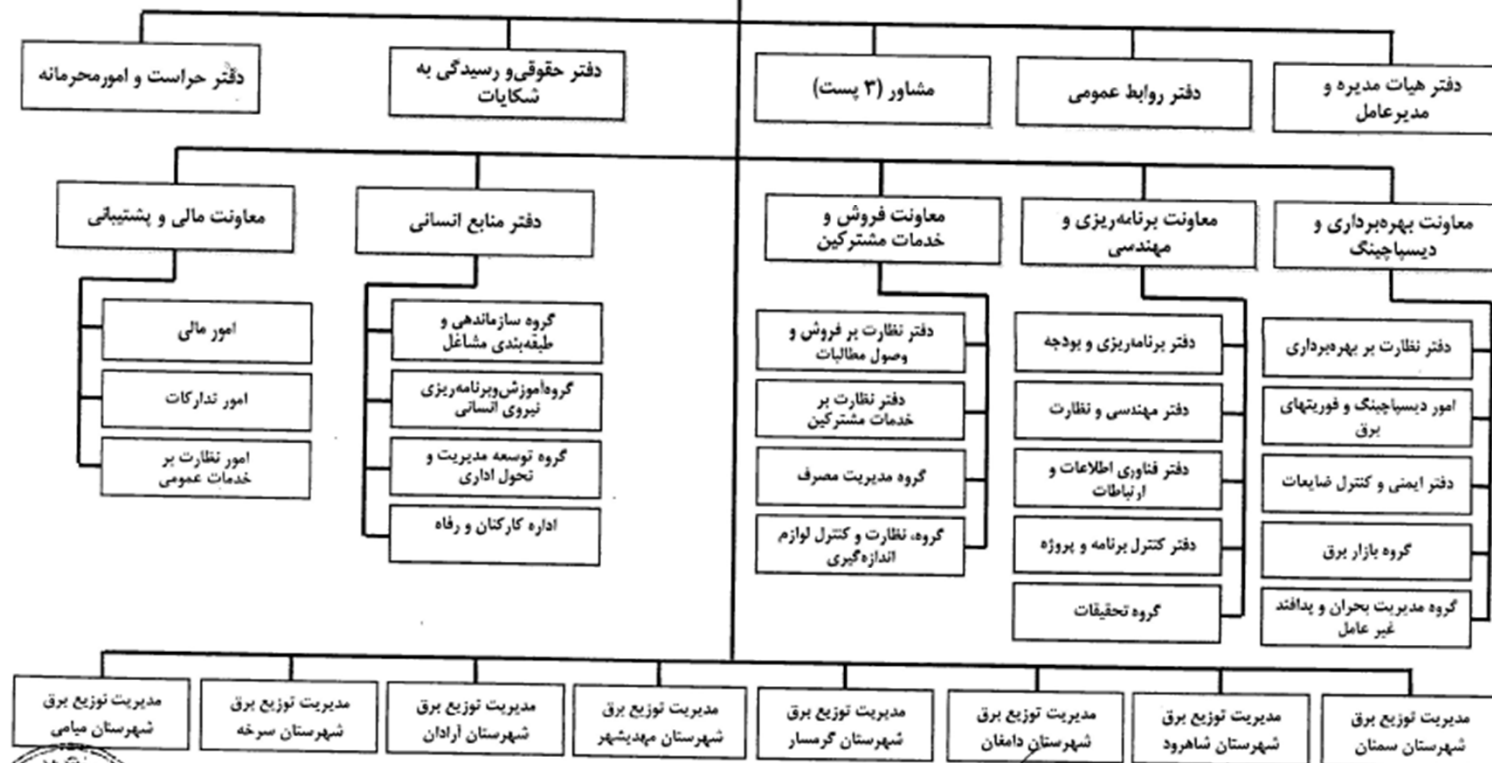 دفتر هیات مدیره و
مدیرعامل
دفتر روابط عمومی
مشاور (۳ پست)
دفتر حقوقی و رسیدگی به
شکایات
دفتر حراست و امورمحرمانه
معاونت بهره‌برداری و
دیسپاچینگ
معاونت برنامه‌ریزی و
مهندسی
معاونت فروش و
خدمات مشترکین
دفتر منابع انسانی
معاونت مالی و پشتیبانی
دفتر نظارت بر بهره‌برداری
امور دیسپاچینگ و فوریتهای
برق
دفتر ایمنی و کنترل ضایعات
گروه بازار برق
گروه مدیریت بحران و پدافند
غیر عامل
دفتر برنامه‌ریزی و بودجه
دفتر مهندسی و نظارت
دفتر فناوری اطلاعات و
ارتباطات
دفتر کنترل برنامه و پروژه
گروه تحقیقات
دفتر نظارت بر فروش و
وصول مطالبات
دفتر نظارت بر
خدمات مشترکین
گروه مدیریت مصرف
گروه، نظارت و کنترل لوازم
اندازه‌گیری
گروه سازماندهی و
طبقه‌بندی مشاغل
گروه‌آموزش‌وبرنامه‌ریزی
نیروی انسانی
گروه توسعه مدیریت و
تحول اداری
اداره کارکنان و رفاه
امور مالی
امور تدارکات
امور نظارت بر
خدمات عمومی
مدیریت توزیع برق
شهرستان سمنان
مدیریت توزیع برق
شهرستان شاهرود
مدیریت توزیع برق
شهرستان دامغان
مدیریت توزیع برق
شهرستان گرمسار
مدیریت توزیع برق
شهرستان مهدیشهر
مدیریت توزیع برق
شهرستان آرادان
مدیریت توزیع برق
شهرستان سرخه
مدیریت توزیع برق
شهرستان میامی